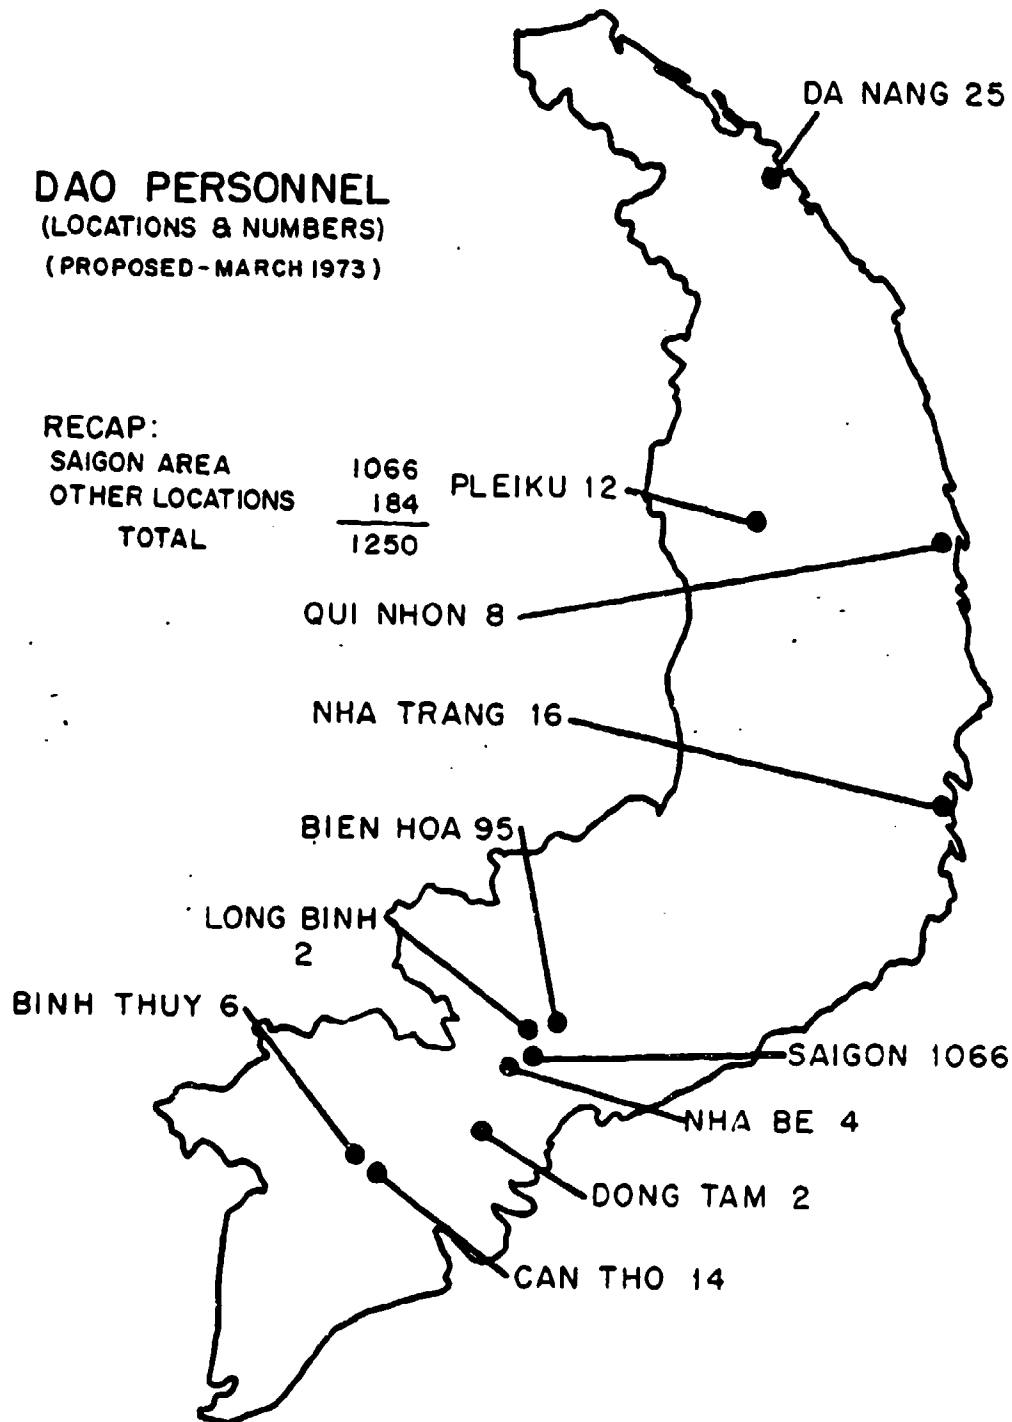 DA NANG 25
DAO PERSONNEL
(LOCATIONS & NUMBERS)
(PROPOSED-MARCH 1973)
RECAP:
SAIGON AREA 1066
OTHER LOCATIONS 184
TOTAL 1250
PLEIKU 12
QUI NHON 8
NHA TRANG 16
BIEN HOA 95
LONG BINH
2
BINH THUY 6
SAIGON 1066
NHA BE 4
DONG TAM 2
CAN THO 14